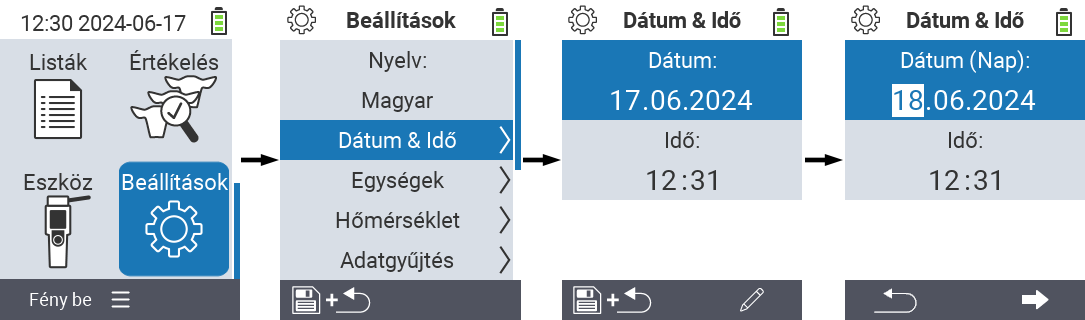 12:30 2024-06-17
Listák
Értékelés
Eszköz
Beállítások
Fény be
Beállítások
Nyelv:
Magyar
Dátum & Idő
Egységek
Hőmérséklet
Adatgyűjtés
Dátum & Idő
Dátum:
17.06.2024
Idő:
12:31
Dátum & Idő
Dátum (Nap):
18.06.2024
Idő:
12:31